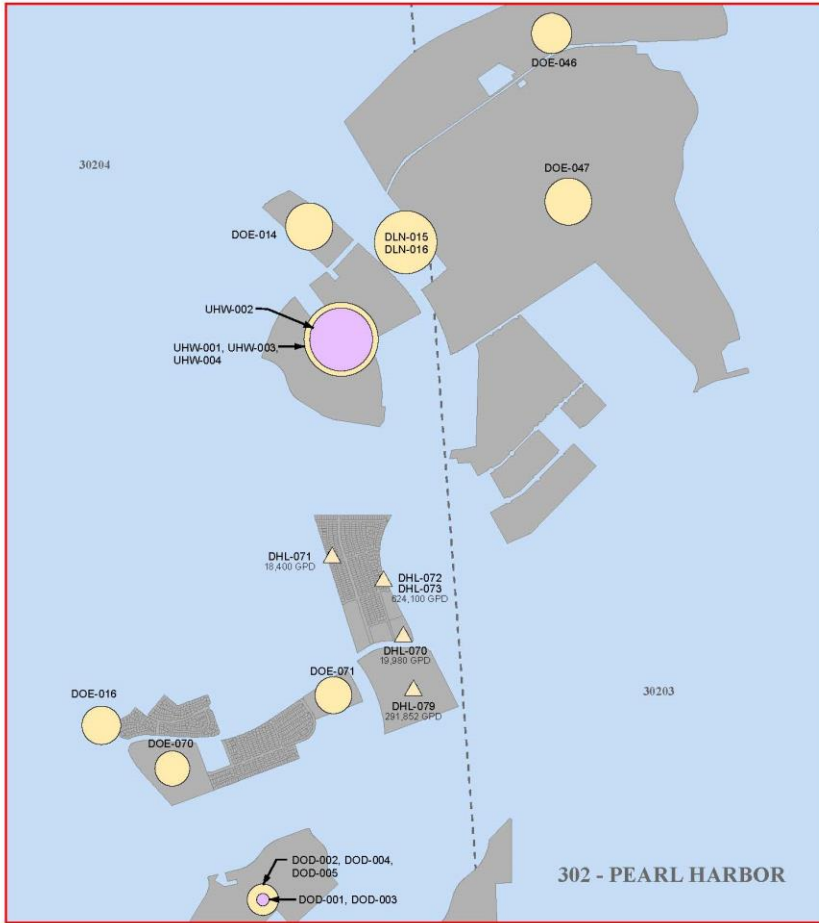 DOE-046
30204
DOE-047
DOE-014
DLN-015
DLN-016
UHW-002
UHW-001, UHW-003,
UHW-004
DHL-071
18,400 GPD
DHL-072
DHL-073
624,100 GPD
DHL-070
19,980 GPD
DOE-071
30203
DOE-016
DHL-079
291,852 GPD
DOE-070
DOD-002, DOD-004,
DOD-005
302 - PEARL HARBOR
DOD-001, DOD-003